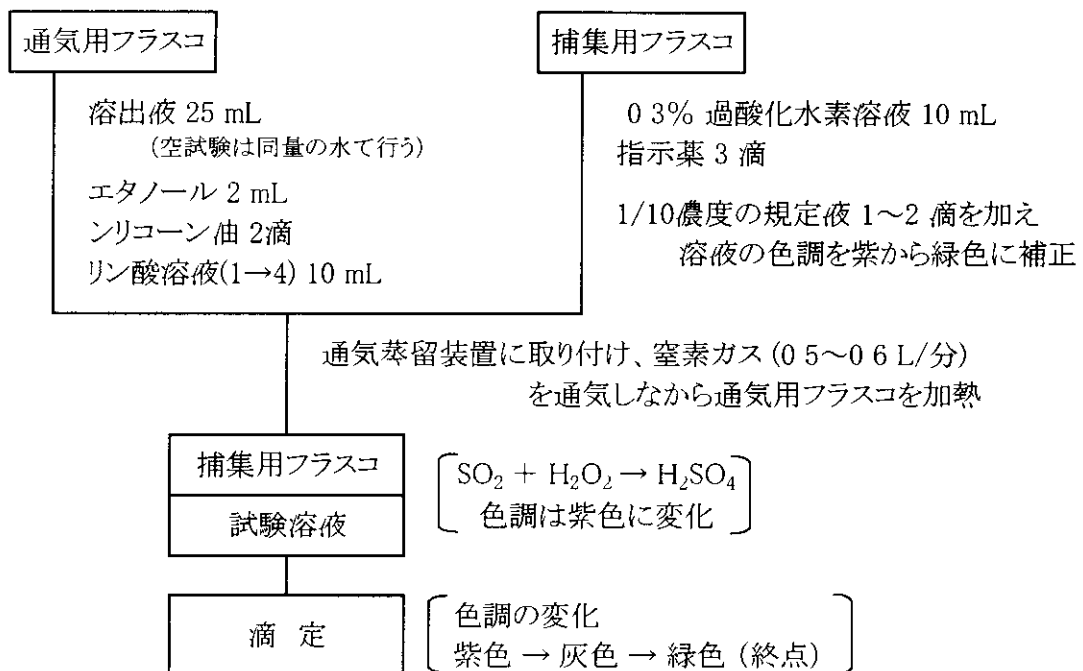 通気用フラスコ
溶出液 25 mL
(空試験は同量の水て行う)
エタノール 2 mL
ンリコーン油 2滴
リン酸溶液(1→4) 10 mL
捕集用フラスコ
0 3% 過酸化水素溶液 10 mL
指示薬 3 滴
1/10濃度の規定液 1～2 滴を加え
溶液の色調を紫から緑色に補正
通気蒸留装置に取り付け、窒素ガス (0 5～0 6 L/分)
を通気しなから通気用フラスコを加熱
捕集用フラスコ
試験溶液
SO₂ + H₂O₂ → H₂SO₄
色調は紫色に変化
滴 定
色調の変化
紫色 → 灰色 → 緑色 (終点)